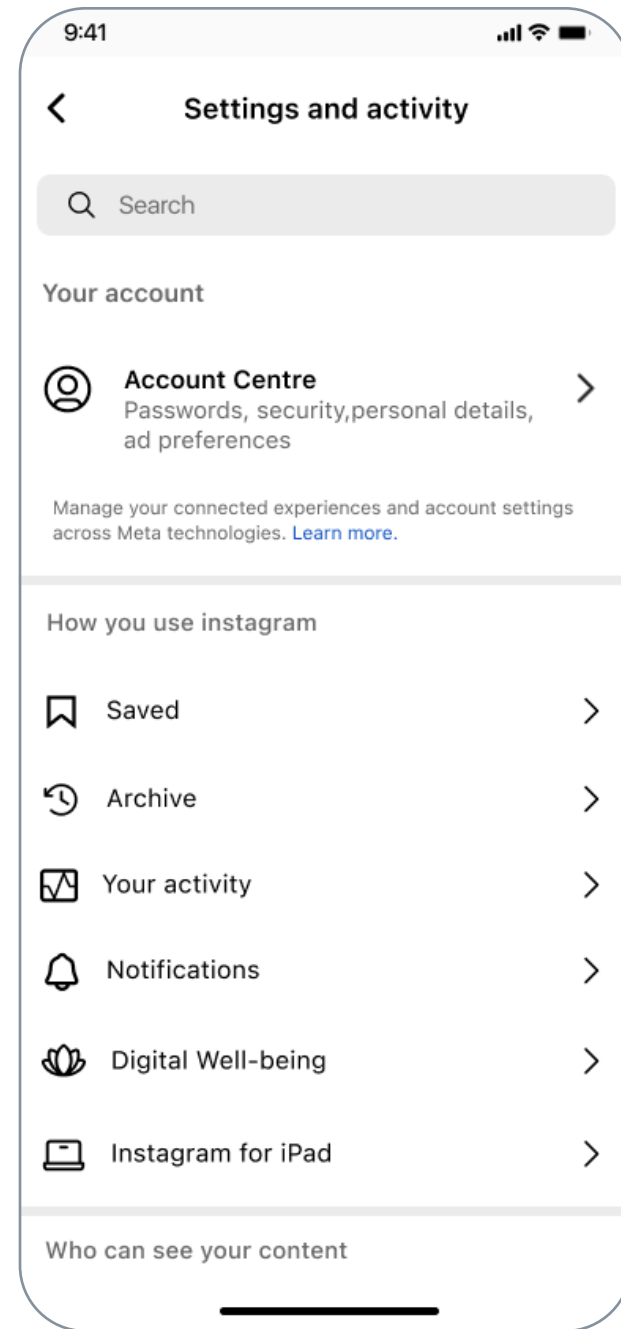 9:41
Settings and activity
Search
Your account
Account Centre
Passwords, security,personal details,
ad preferences
Manage your connected experiences and account settings
across Meta technologies. Learn more.
How you use instagram
Saved
Archive
Your activity
Notifications
Digital Well-being
Instagram for iPad
Who can see your content